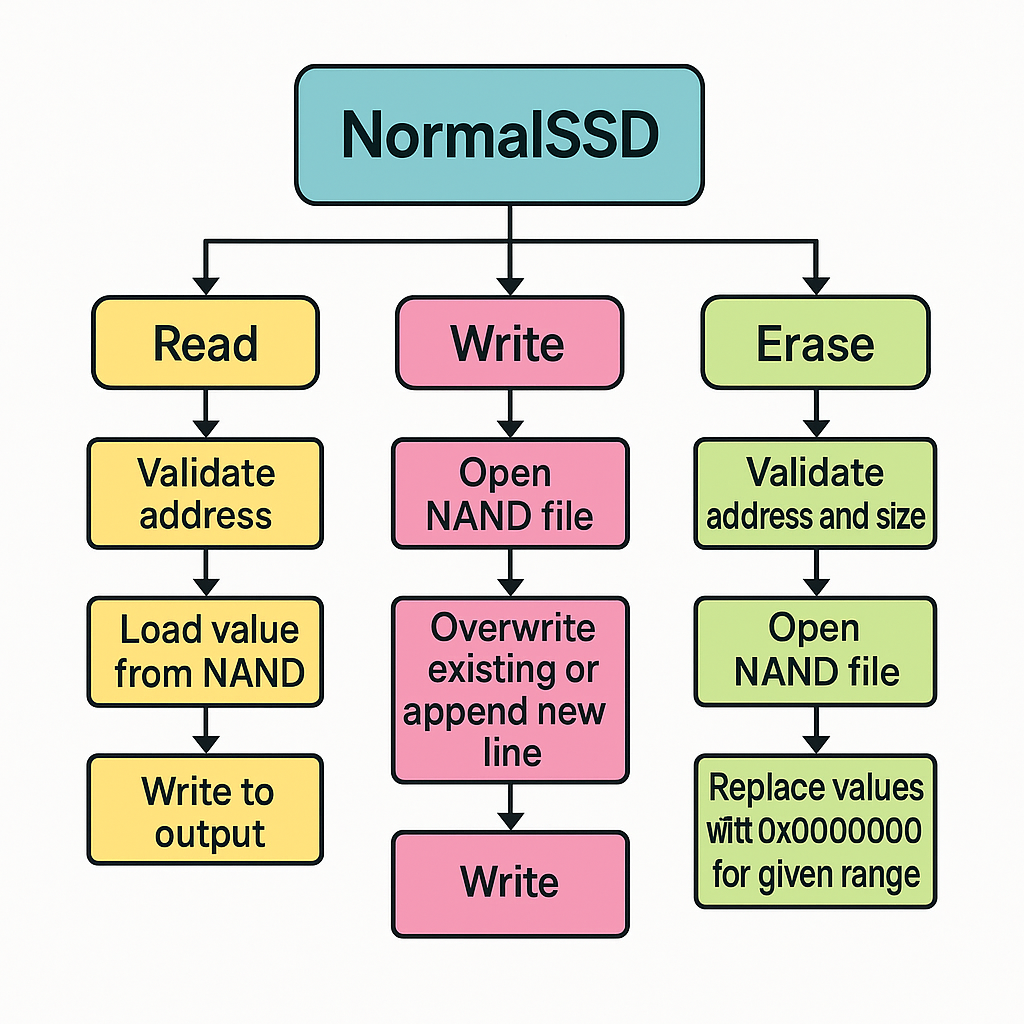 NormalSSD
Read
Write
Erase
Validate
address
Open
NAND file
Validate
address and size
Load value
from NAND
Overwrite
existing or
append new
line
Open
NAND file
Write to
output
Write
Replace values
0x0000000
for given range